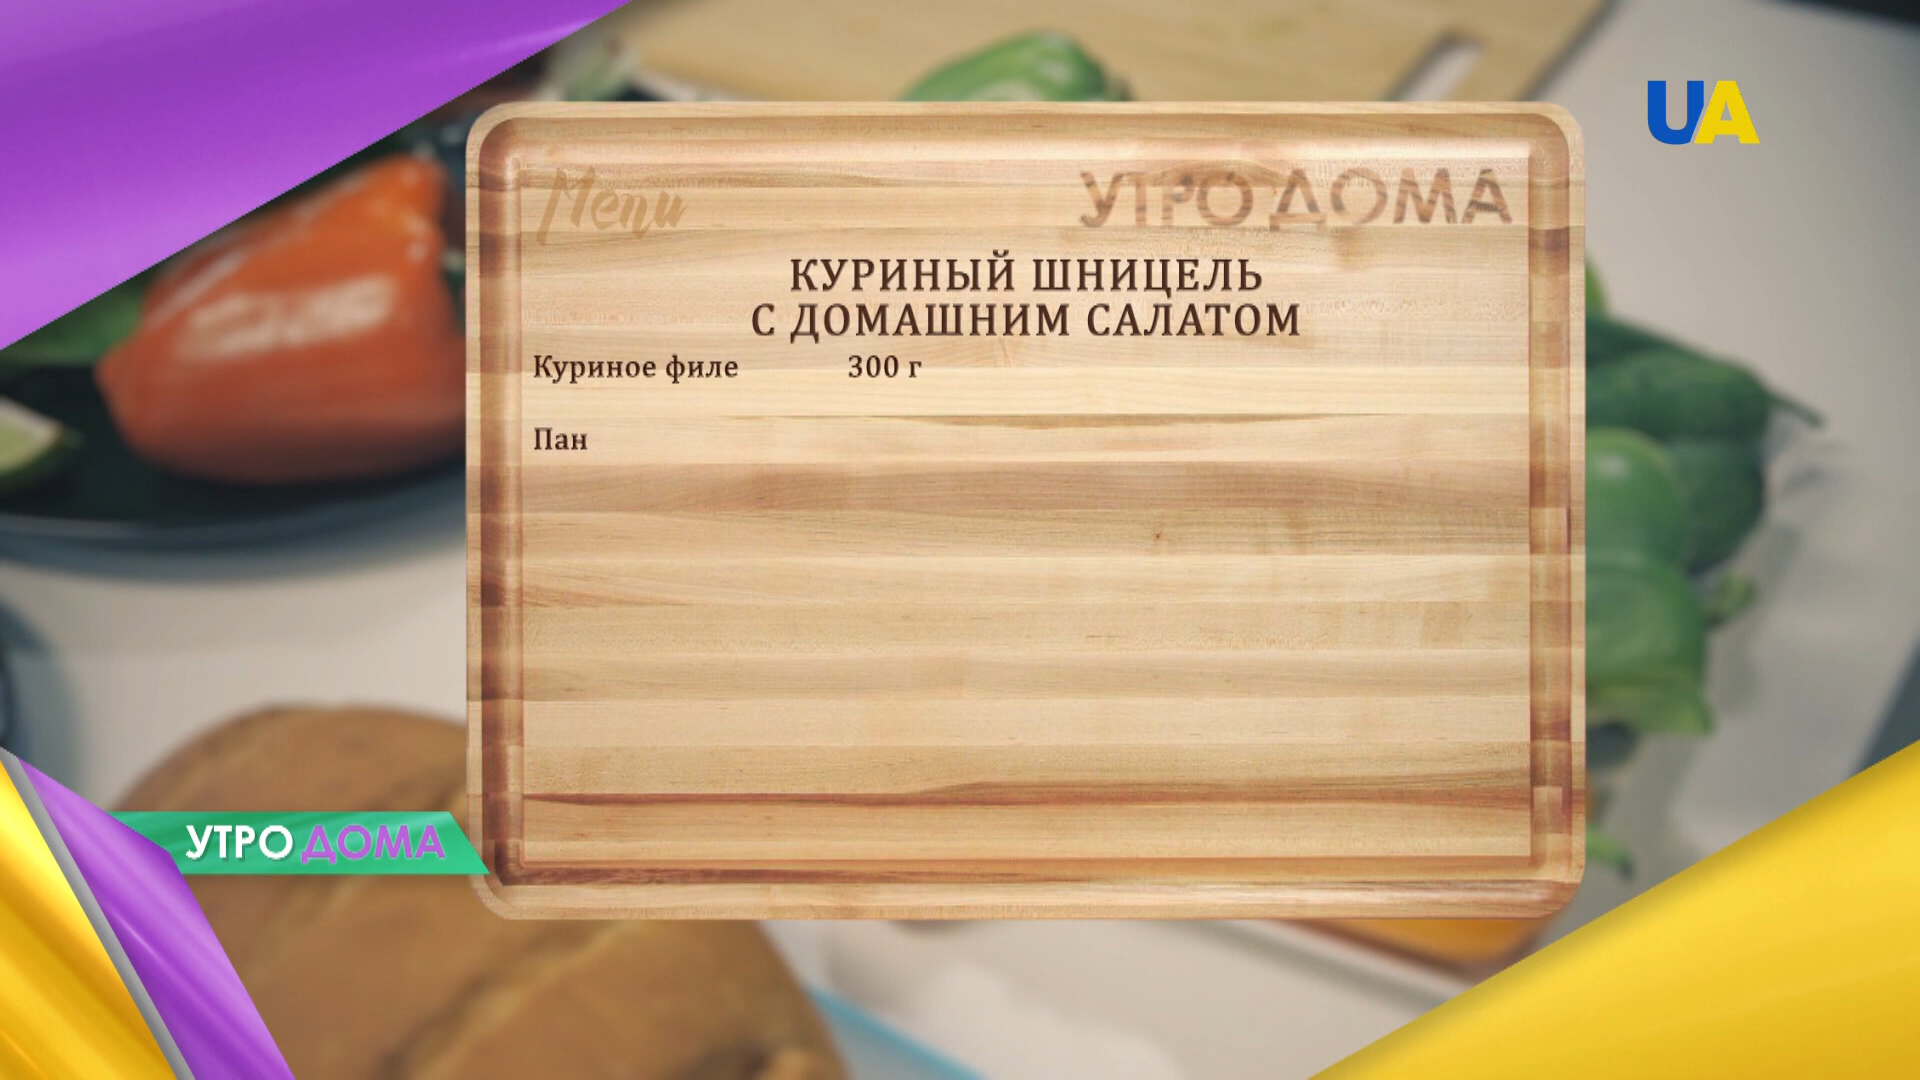 UA
Menu
УТРО ДОМА
КУРИНЫЙ ШНИЦЕЛЬ
С ДОМАШНИМ САЛАТОМ
Куриное филе 300 г
Пан
УТРО ДОМА